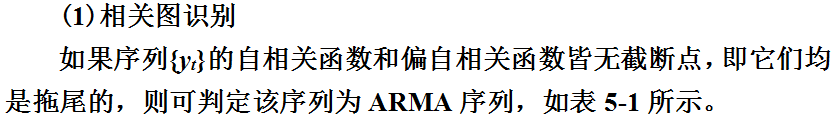 (1)相关图识别
如果序列{yt}的自相关函数和偏自相关函数皆无截断点，即它们均
是拖尾的，则可判定该序列为 ARMA 序列，如表 5-1 所示。